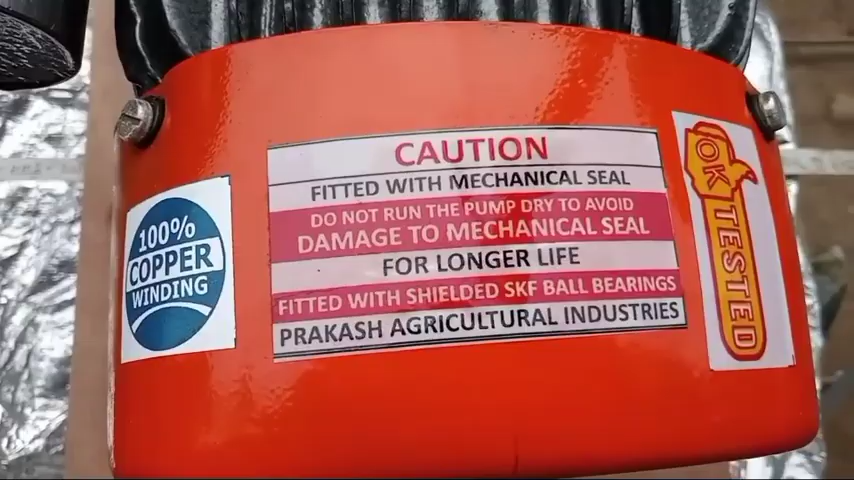 CAUTION
FITTED WITH MECHANICAL SEAL
DO NOT RUN THE PUMP DRY TO AVOID
DAMAGE TO MECHANICAL SEAL
FOR LONGER LIFE
FITTED WITH SHIELDED SKF BALL BEARINGS
PRAKASH AGRICULTURAL INDUSTRIES
100%
COPPER
WINDING
OK TESTED